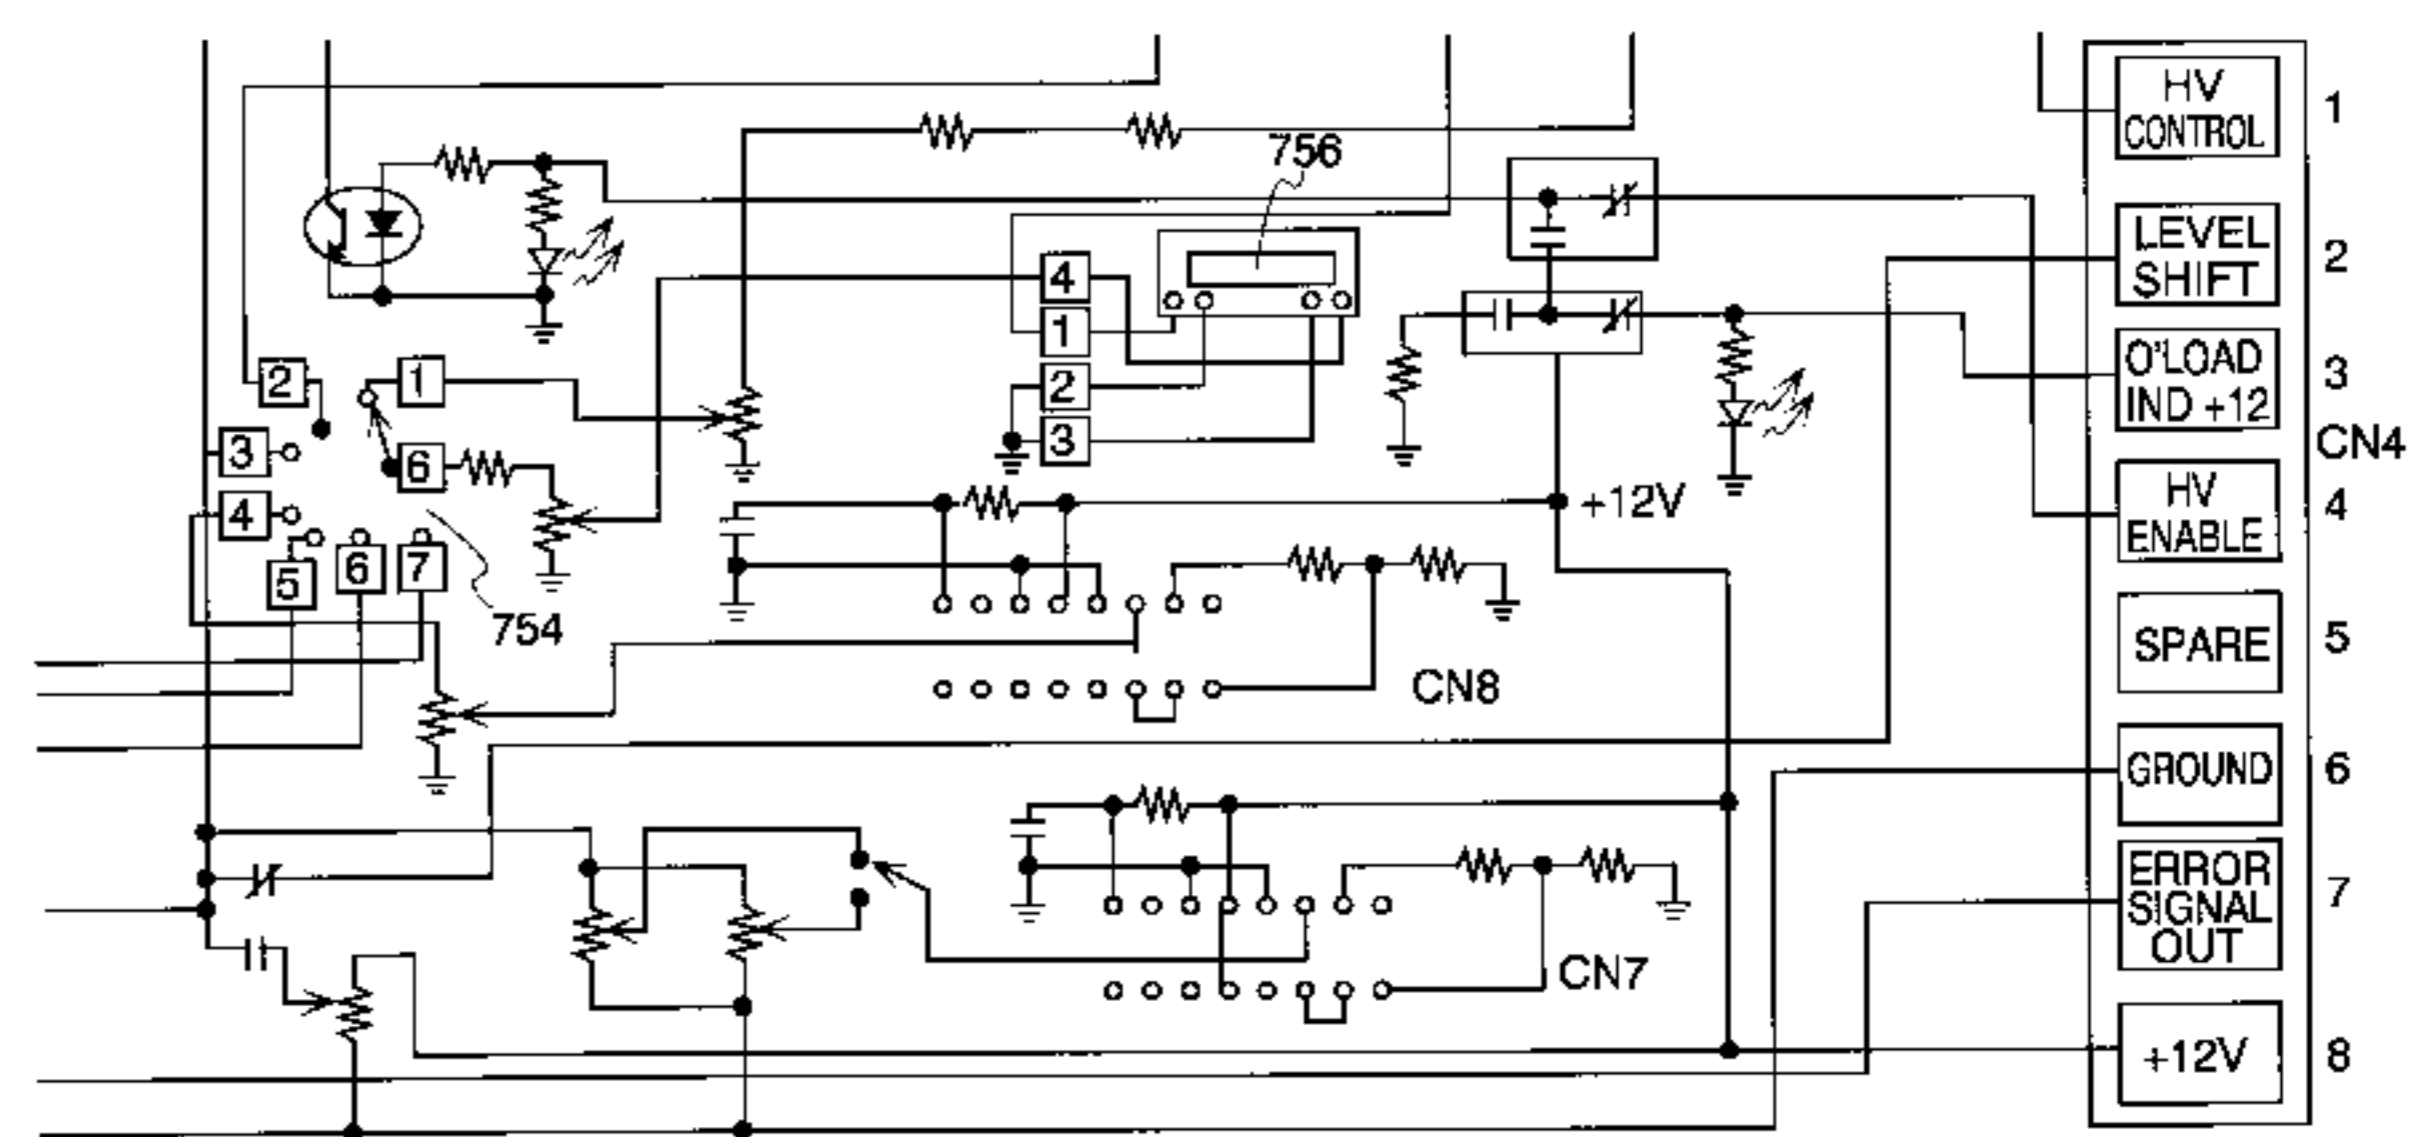 HV
CONTROL
1
756
LEVEL
SHIFT
2
4
1
O'LOAD
IND +12
3
2
1
2
CN4
3
6
3
HV
ENABLE
4
+12V
4
5
6
7
754
SPARE
5
CN8
GROUND
6
ERROR
SIGNAL
OUT
7
CN7
+12V
8